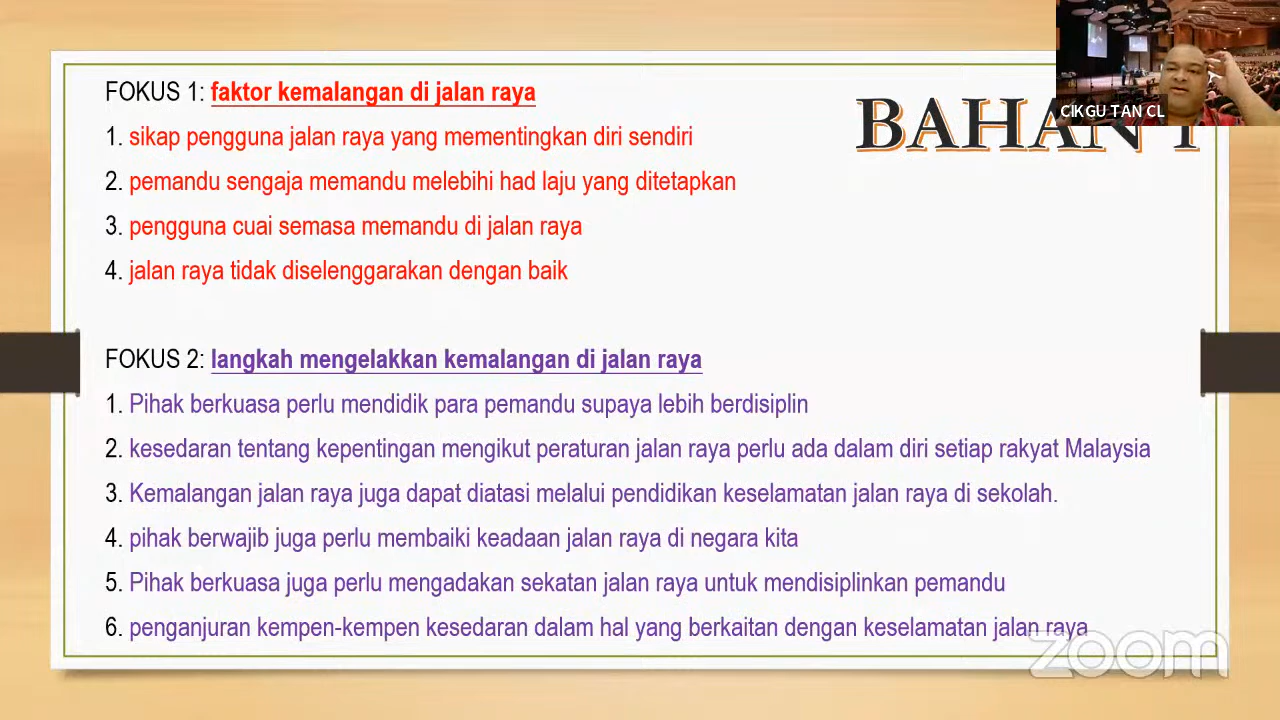 CIKGU TAN CL
FOKUS 1: faktor kemalangan di jalan raya
BAHAN 1
1. sikap pengguna jalan raya yang mementingkan diri sendiri
2. pemandu sengaja memandu melebihi had laju yang ditetapkan
3. pengguna cuai semasa memandu di jalan raya
4. jalan raya tidak diselenggarakan dengan baik
FOKUS 2: langkah mengelakkan kemalangan di jalan raya
1. Pihak berkuasa perlu mendidik para pemandu supaya lebih berdisiplin
2. kesedaran tentang kepentingan mengikut peraturan jalan raya perlu ada dalam diri setiap rakyat Malaysia
3. Kemalangan jalan raya juga dapat diatasi melalui pendidikan keselamatan jalan raya di sekolah.
4. pihak berwajib juga perlu membaiki keadaan jalan raya di negara kita
5. Pihak berkuasa juga perlu mengadakan sekatan jalan raya untuk mendisiplinkan pemandu
6. penganjuran kempen-kempen kesedaran dalam hal yang berkaitan dengan keselamatan jalan raya
zoom